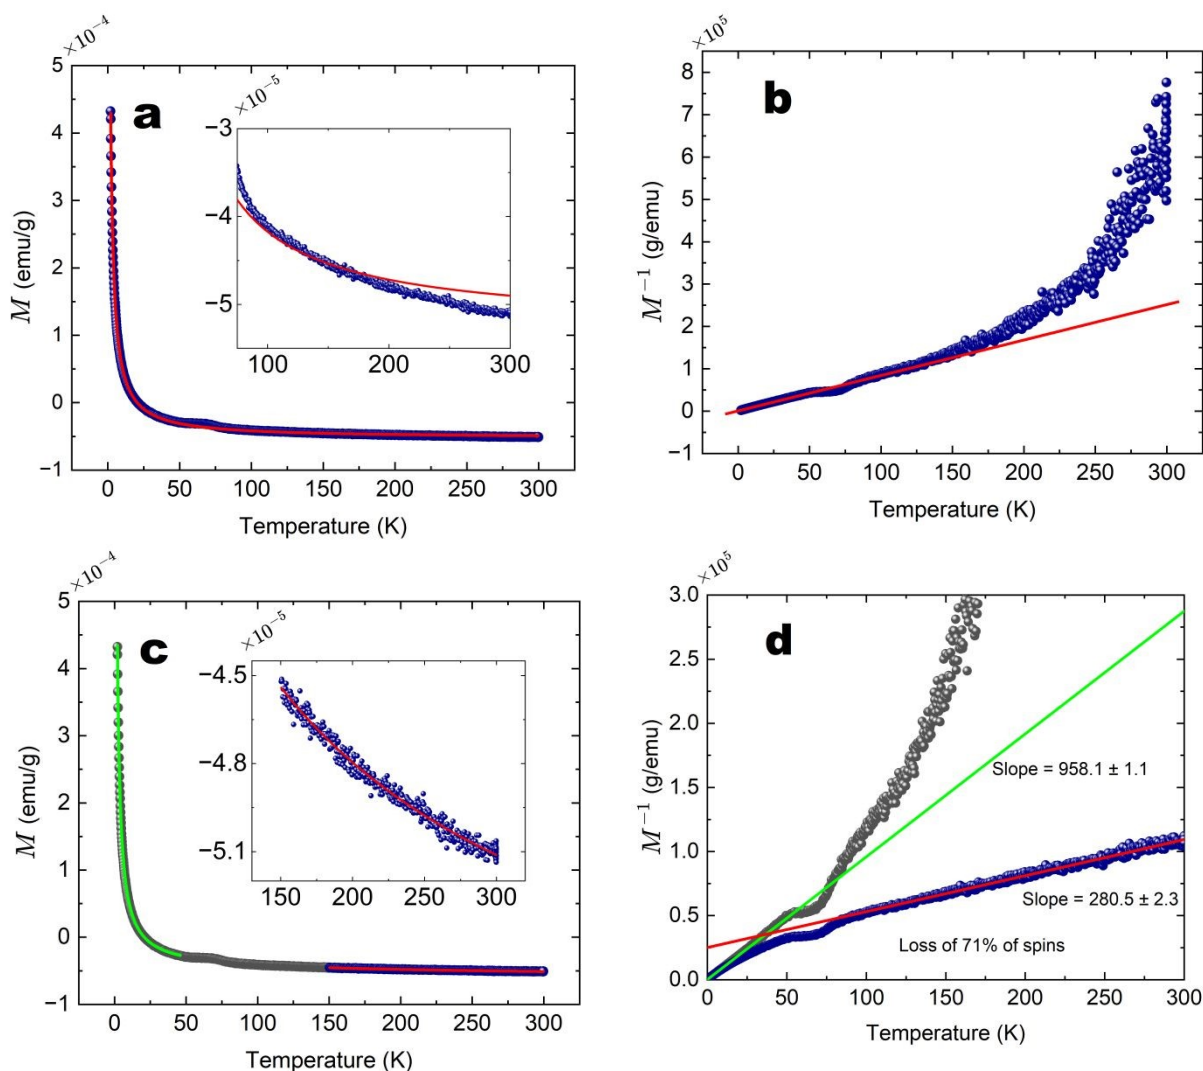 ×10⁻⁴
a
5
4
3
2
1
0
−1
M (emu/g)
×10⁻⁵
−3
−4
−5
100 200 300
0 50 100 150 200 250 300
Temperature (K)
×10⁵
b
8
7
6
5
4
3
2
1
0
−1
M⁻¹ (g/emu)
0 50 100 150 200 250 300
Temperature (K)
×10⁻⁴
c
5
4
3
2
1
0
−1
M (emu/g)
×10⁻⁵
−4.5
−4.8
−5.1
150 200 250 300
0 50 100 150 200 250 300
Temperature (K)
×10⁵
d
3.0
2.5
2.0
1.5
1.0
0.5
0.0
M⁻¹ (g/emu)
Slope = 958.1 ± 1.1
Slope = 280.5 ± 2.3
Loss of 71% of spins
0 50 100 150 200 250 300
Temperature (K)